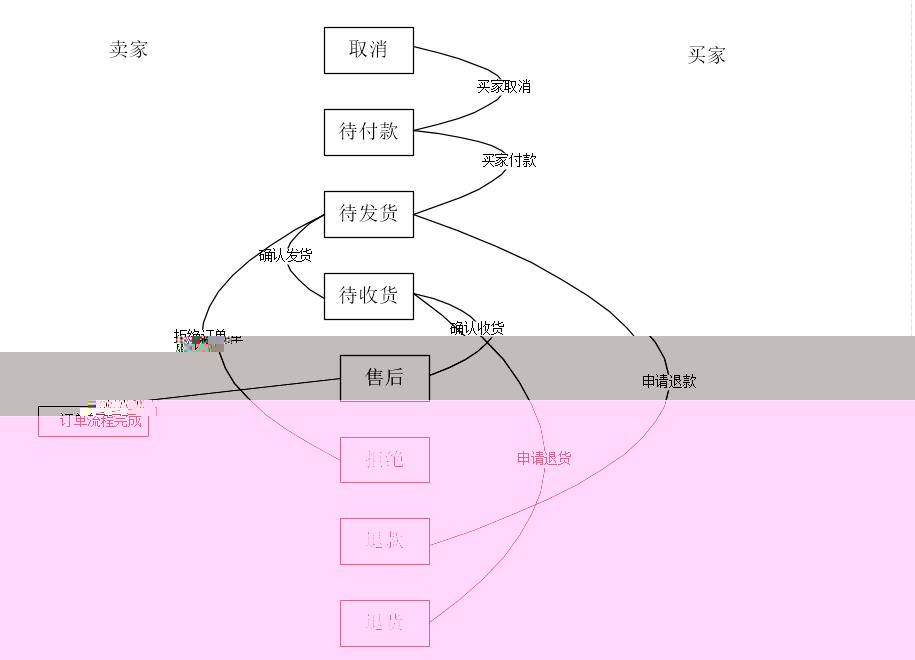 卖家
取消
买家
买家取消
待付款
买家付款
待发货
确认发货
待收货
确认收货
拒绝订单
售后
申请退款
订单流程完成
拒绝
申请退货
退款
退货